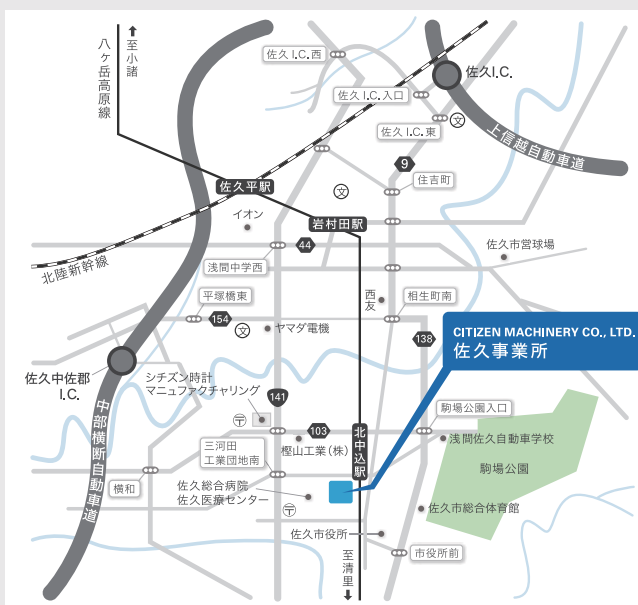 至小諸
八ヶ岳高原線
佐久 I.C.西
佐久I.C.
佐久 I.C.入口
佐久 I.C.東
文
上信越自動車道
9
住吉町
佐久平駅
文
イオン
岩村田駅
44
佐久市営球場
北陸新幹線
浅間中学西
西友
平塚橋東
相生町南
154
文
ヤマダ電機
138
CITIZEN MACHINERY CO., LTD.
佐久事業所
佐久中佐都
I.C.
シチズン時計
マニュファクチャリング
141
〒
103
駒場公園入口
中部横断自動車道
三河田
工業団地南
樫山工業(株)
北中込駅
浅間佐久自動車学校
駒場公園
横和
佐久総合病院
佐久医療センター
〒
佐久市総合体育館
佐久市役所
市役所前
至清里